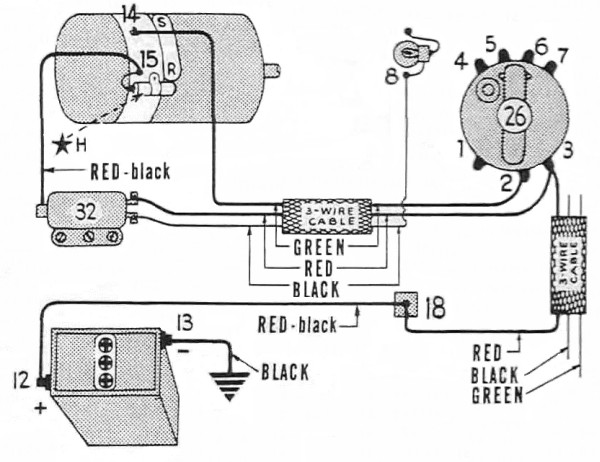 14
S
15
R
H
RED-black
32
8
5
6
4
7
26
1
3
2
3-WIRE
CABLE
GREEN
RED
BLACK
3-WIRE
CABLE
18
RED-black
13
−
BLACK
12
+
RED
BLACK
GREEN